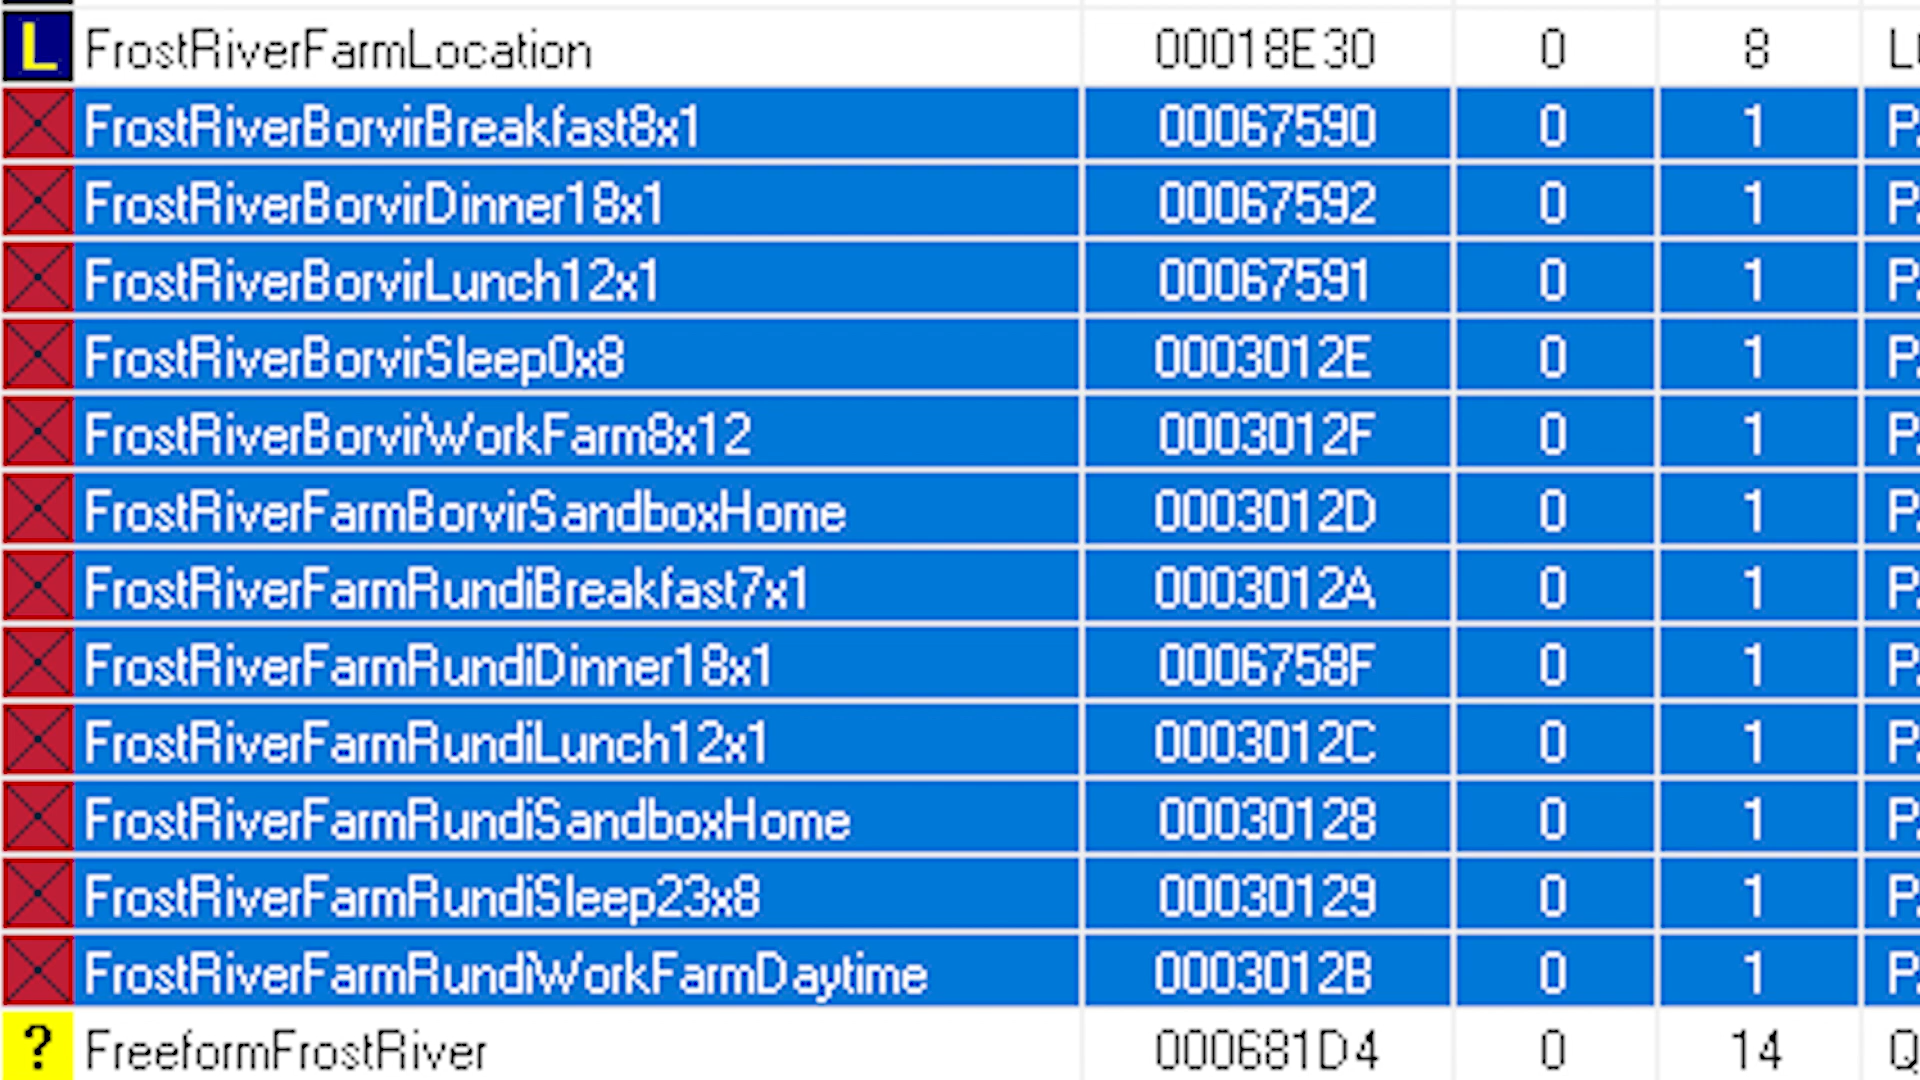 L FrostRiverFarmLocation 00018E30 0 8
FrostRiverBorvirBreakfast8x1 00067590 0 1
FrostRiverBorvirDinner18x1 00067592 0 1
FrostRiverBorvirLunch12x1 00067591 0 1
FrostRiverBorvirSleep0x8 0003012E 0 1
FrostRiverBorvirWorkFarm8x12 0003012F 0 1
FrostRiverFarmBorvirSandboxHome 0003012D 0 1
FrostRiverFarmRundiBreakfast7x1 0003012A 0 1
FrostRiverFarmRundiDinner18x1 0006758F 0 1
FrostRiverFarmRundiLunch12x1 0003012C 0 1
FrostRiverFarmRundiSandboxHome 00030128 0 1
FrostRiverFarmRundiSleep23x8 00030129 0 1
FrostRiverFarmRundiWorkFarmDaytime 0003012B 0 1
? FreeformFrostRiver 000681D4 0 14